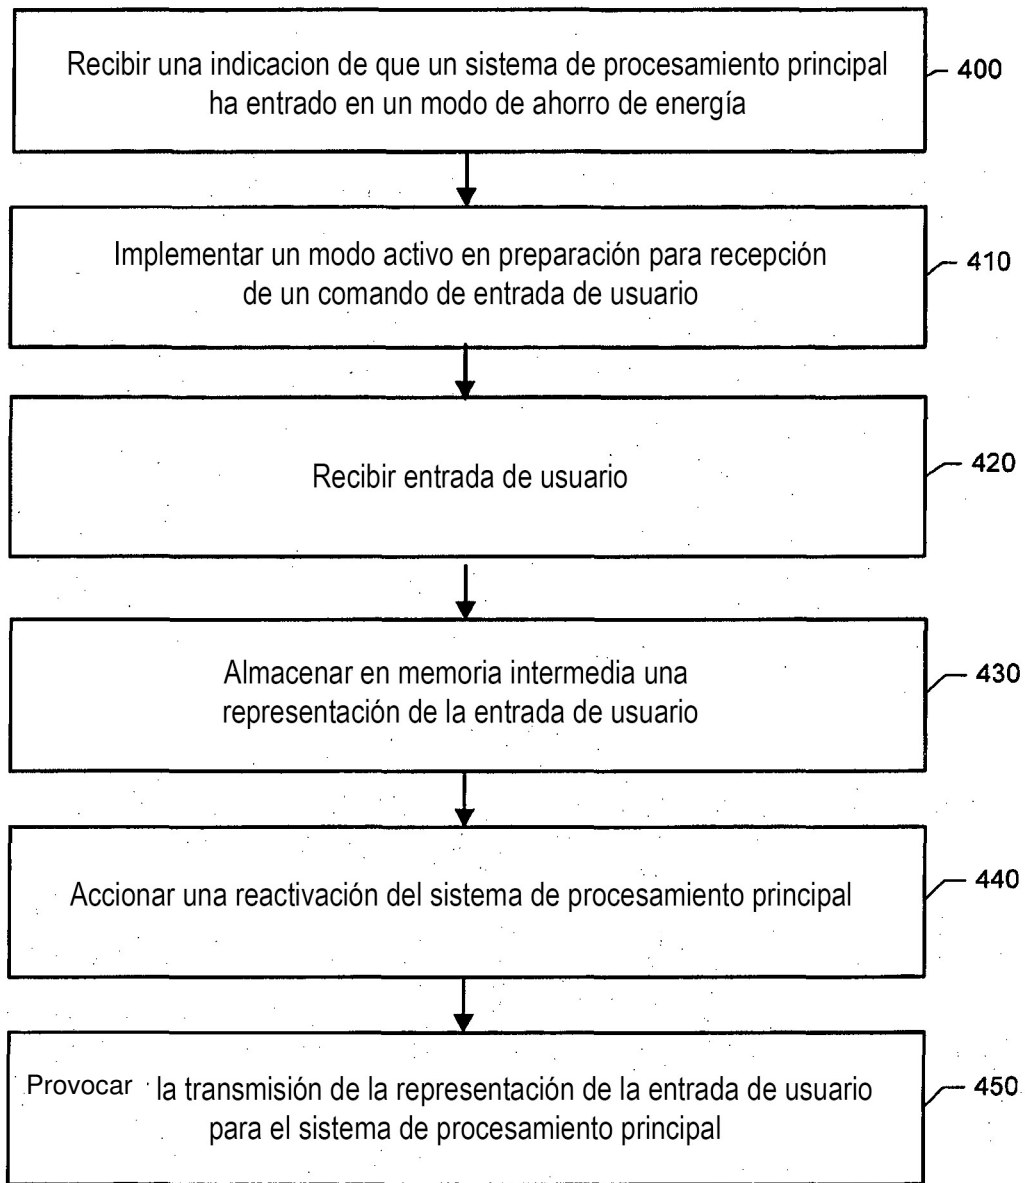 Recibir una indicacion de que un sistema de procesamiento principal
ha entrado en un modo de ahorro de energía
400
Implementar un modo activo en preparación para recepción
de un comando de entrada de usuario
410
Recibir entrada de usuario
420
Almacenar en memoria intermedia una
representación de la entrada de usuario
430
Accionar una reactivación del sistema de procesamiento principal
440
Provocar la transmisión de la representación de la entrada de usuario
para el sistema de procesamiento principal
450